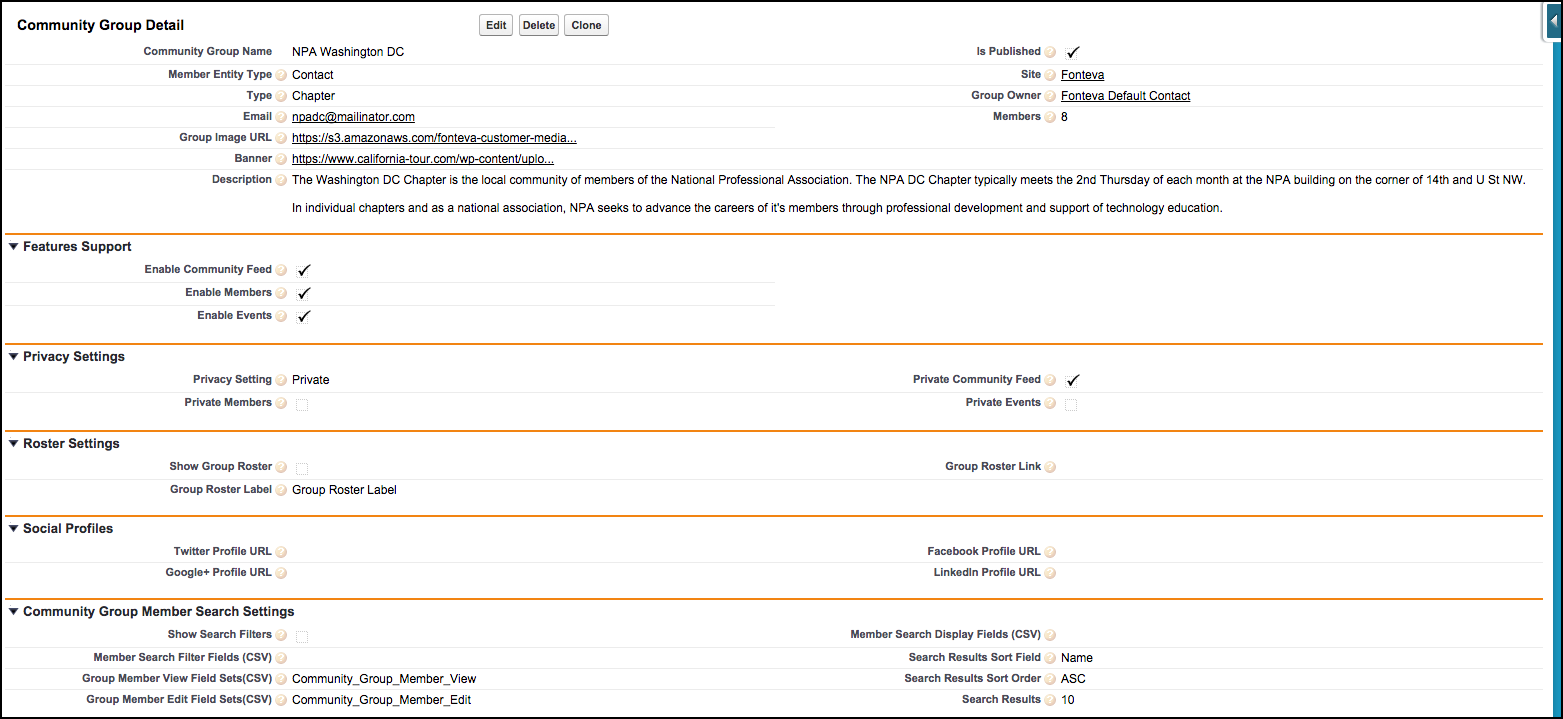 Community Group Detail
Edit Delete Clone
Community Group Name NPA Washington DC Is Published
Member Entity Type ? Contact Site ? Fonteva
Type ? Chapter Group Owner ? Fonteva Default Contact
Email ? npadc@mailinator.com Members ? 8
Group Image URL ? https://s3.amazonaws.com/fonteva-customer-media...
Banner ? https://www.california-tour.com/wp-content/uplo...
Description ? The Washington DC Chapter is the local community of members of the National Professional Association. The NPA DC Chapter typically meets the 2nd Thursday of each month at the NPA building on the corner of 14th and U St NW.
In individual chapters and as a national association, NPA seeks to advance the careers of it's members through professional development and support of technology education.
Features Support
Enable Community Feed ?
Enable Members ?
Enable Events ?
Privacy Settings
Privacy Setting ? Private Private Community Feed ?
Private Members ? Private Events ?
Roster Settings
Show Group Roster ? Group Roster Link ?
Group Roster Label ? Group Roster Label
Social Profiles
Twitter Profile URL ? Facebook Profile URL ?
Google+ Profile URL ? LinkedIn Profile URL ?
Community Group Member Search Settings
Show Search Filters ? Member Search Display Fields (CSV) ?
Member Search Filter Fields (CSV) ? Search Results Sort Field ? Name
Group Member View Field Sets(CSV) ? Community_Group_Member_View Search Results Sort Order ? ASC
Group Member Edit Field Sets(CSV) ? Community_Group_Member_Edit Search Results ? 10